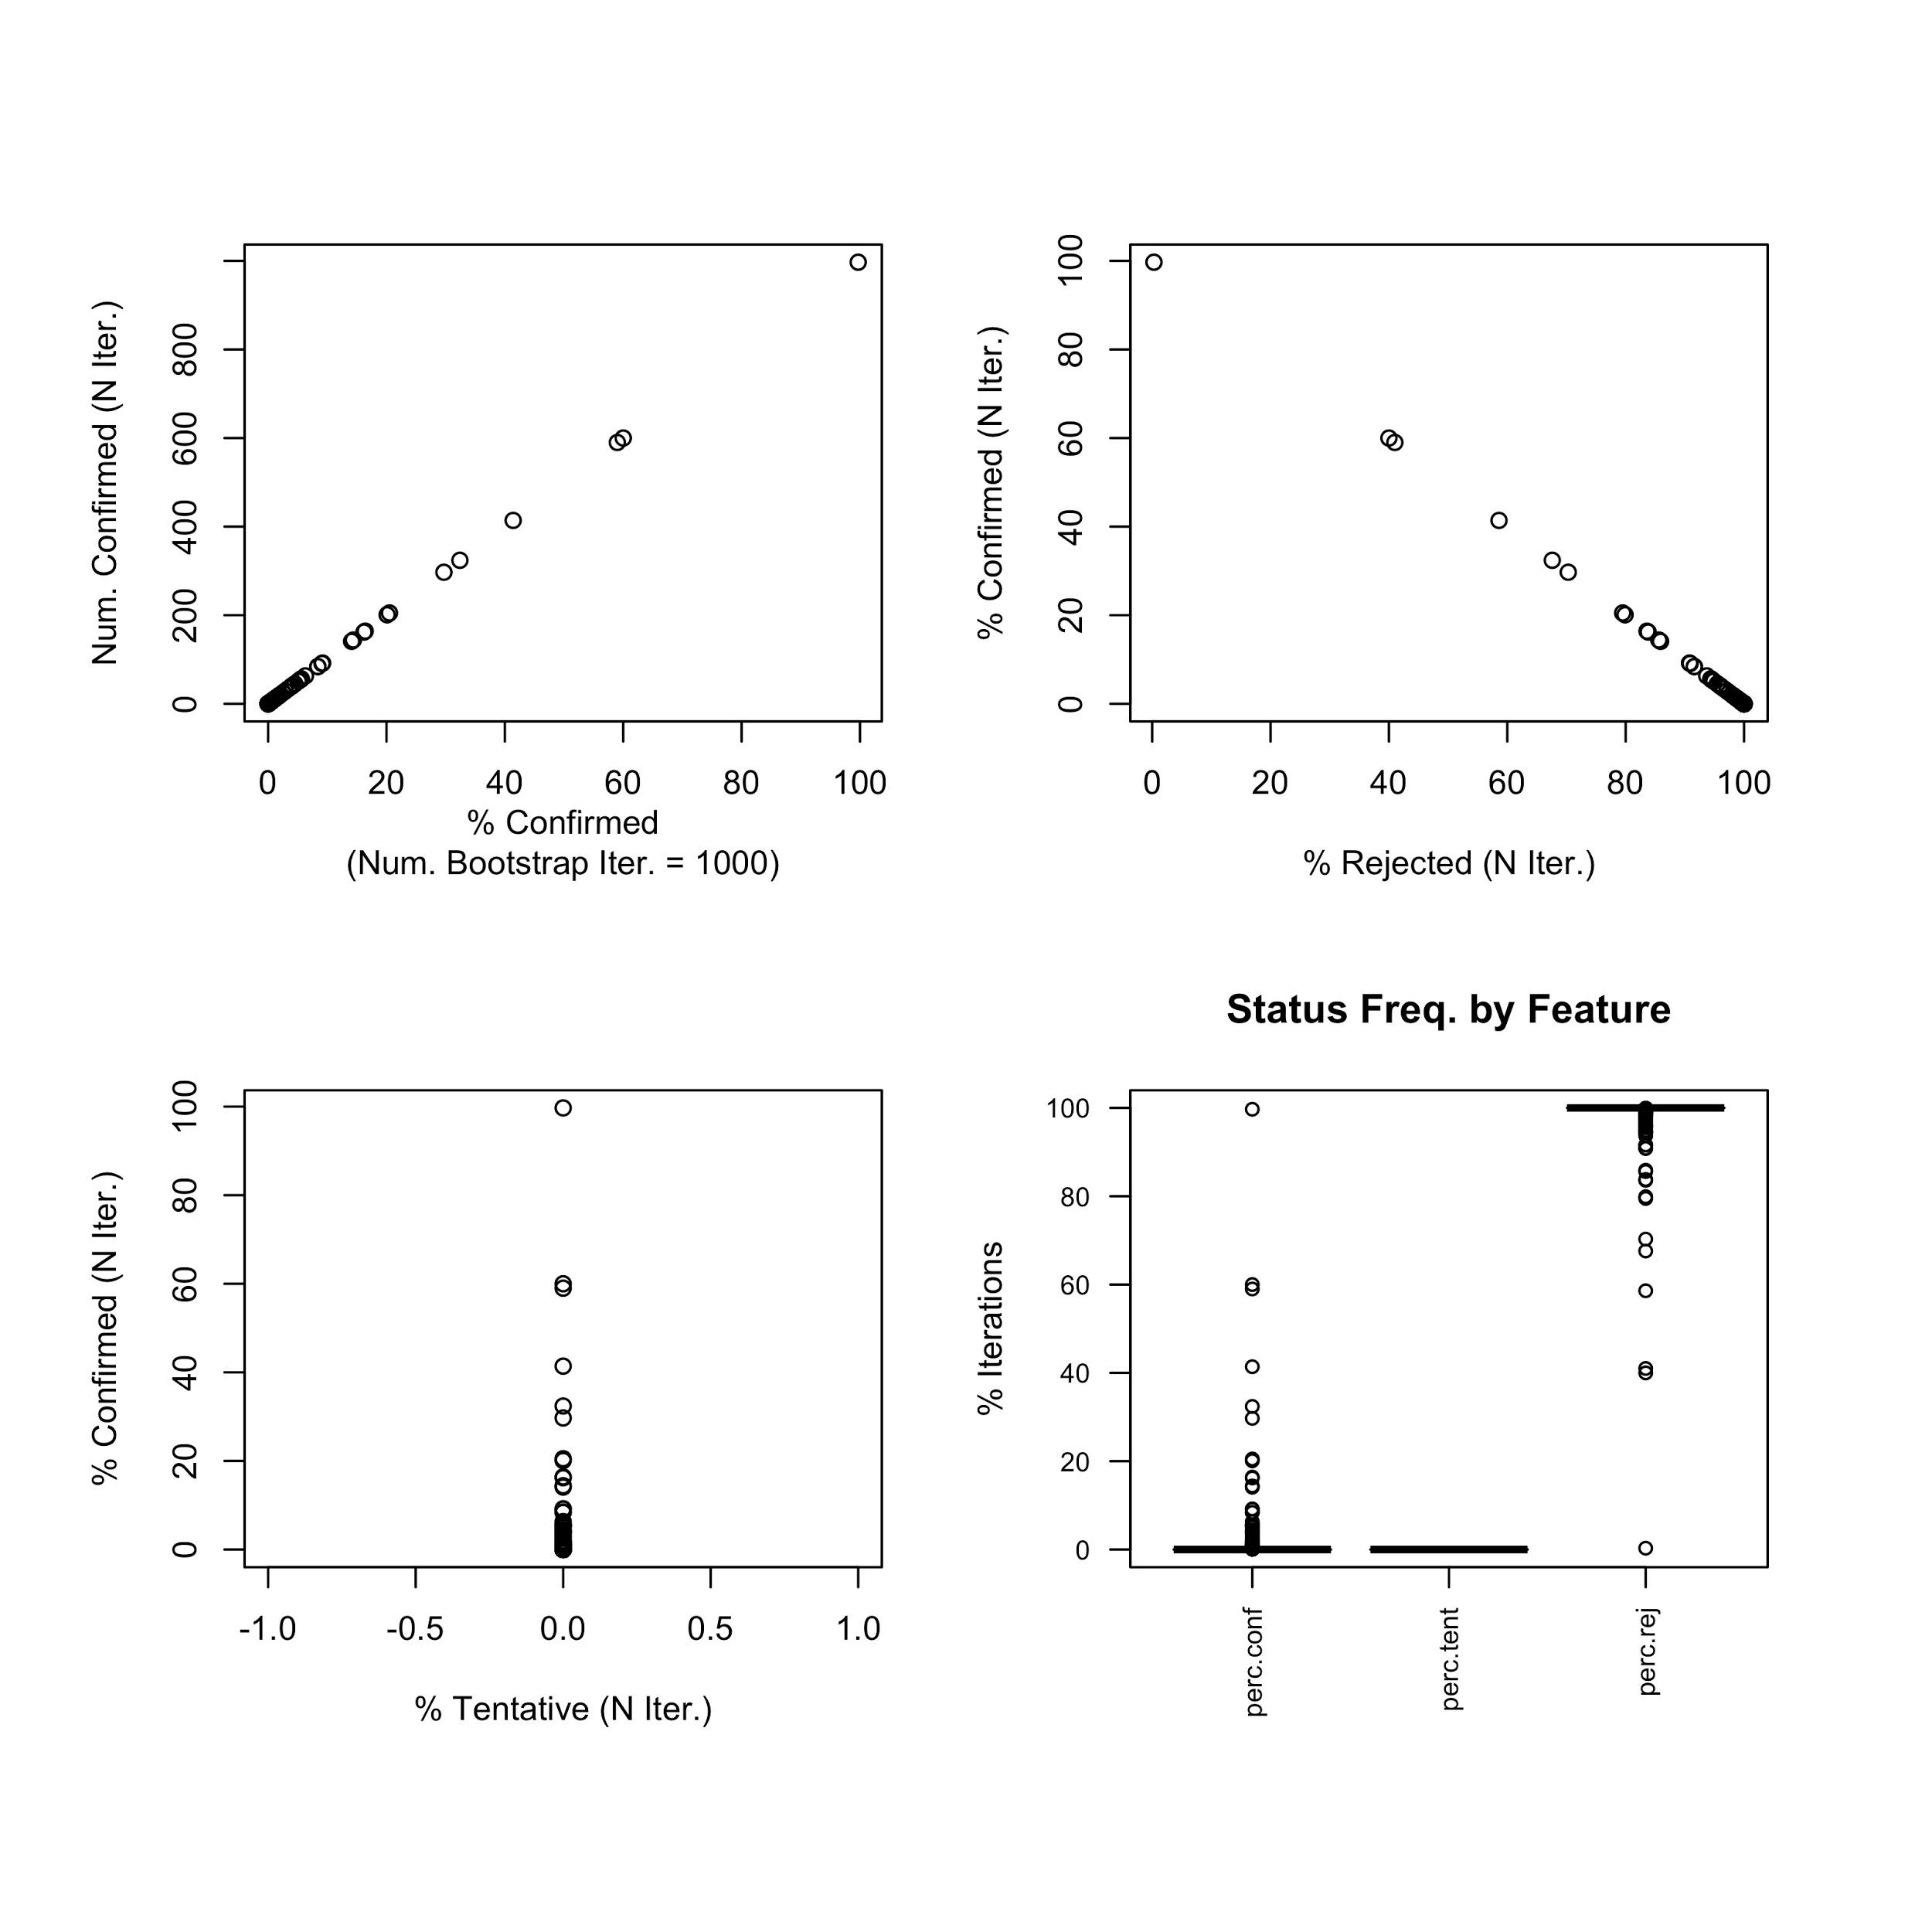 Num. Confirmed (N Iter.)
0 200 400 600 800
0 20 40 60 80 100
% Confirmed
(Num. Bootstrap Iter. = 1000)
% Confirmed (N Iter.)
0 20 40 60 80 100
0 20 40 60 80 100
% Rejected (N Iter.)
% Confirmed (N Iter.)
0 20 40 60 80 100
-1.0 -0.5 0.0 0.5 1.0
% Tentative (N Iter.)
Status Freq. by Feature
% Iterations
100
80
60
40
20
0
perc.conf
perc.tent
perc.rej